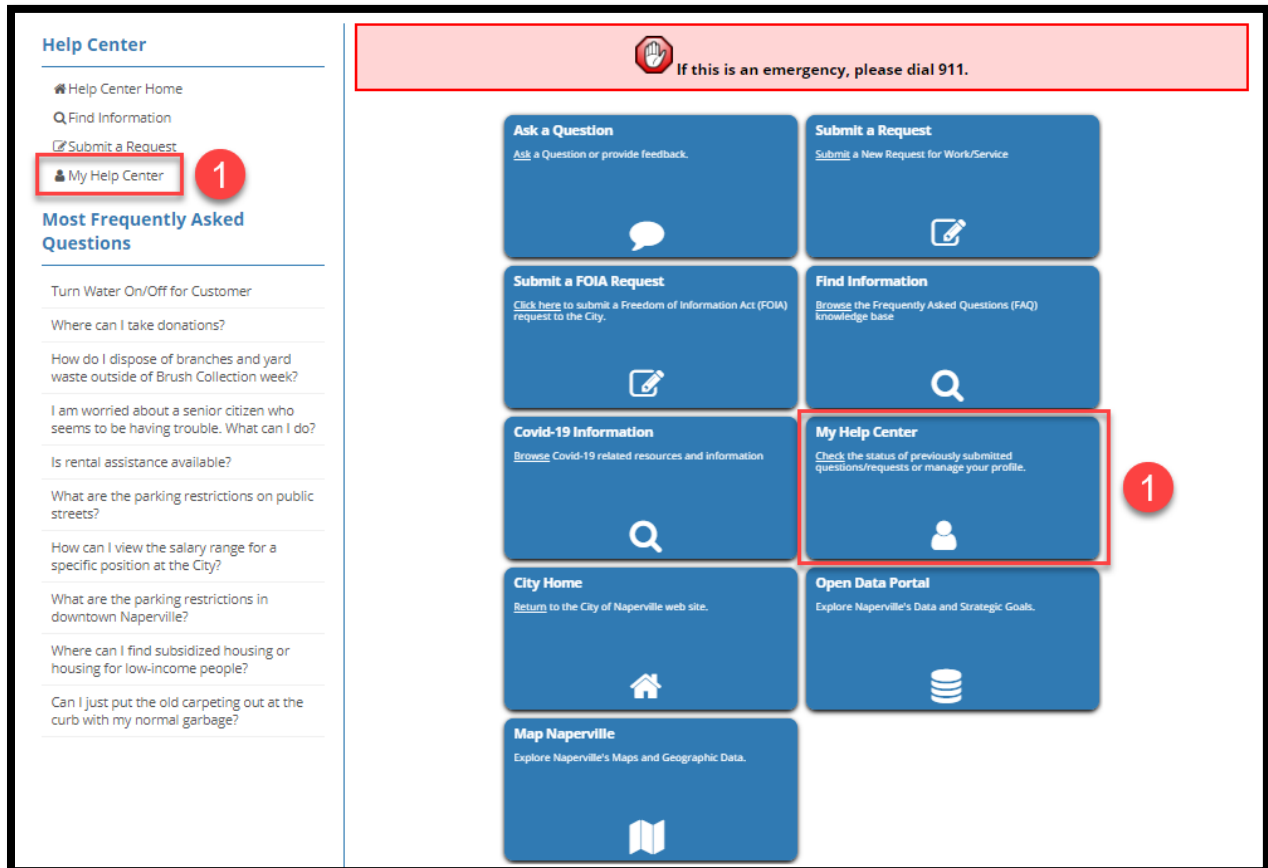 Help Center
Help Center Home
Find Information
Submit a Request
My Help Center
1
Most Frequently Asked
Questions
Turn Water On/Off for Customer
Where can I take donations?
How do I dispose of branches and yard
waste outside of Brush Collection week?
I am worried about a senior citizen who
seems to be having trouble. What can I do?
Is rental assistance available?
What are the parking restrictions on public
streets?
How can I view the salary range for a
specific position at the City?
What are the parking restrictions in
downtown Naperville?
Where can I find subsidized housing or
housing for low-income people?
Can I just put the old carpeting out at the
curb with my normal garbage?
If this is an emergency, please dial 911.
Ask a Question
Ask a Question or provide feedback.
Submit a Request
Submit a New Request for Work/Service
Submit a FOIA Request
Click here to submit a Freedom of Information Act (FOIA)
request to the City.
Find Information
Browse the Frequently Asked Questions (FAQ)
knowledge base
Covid-19 Information
Browse Covid-19 related resources and information
My Help Center
Check the status of previously submitted
questions/requests or manage your profile.
1
City Home
Return to the City of Naperville web site.
Open Data Portal
Explore Naperville's Data and Strategic Goals.
Map Naperville
Explore Naperville's Maps and Geographic Data.